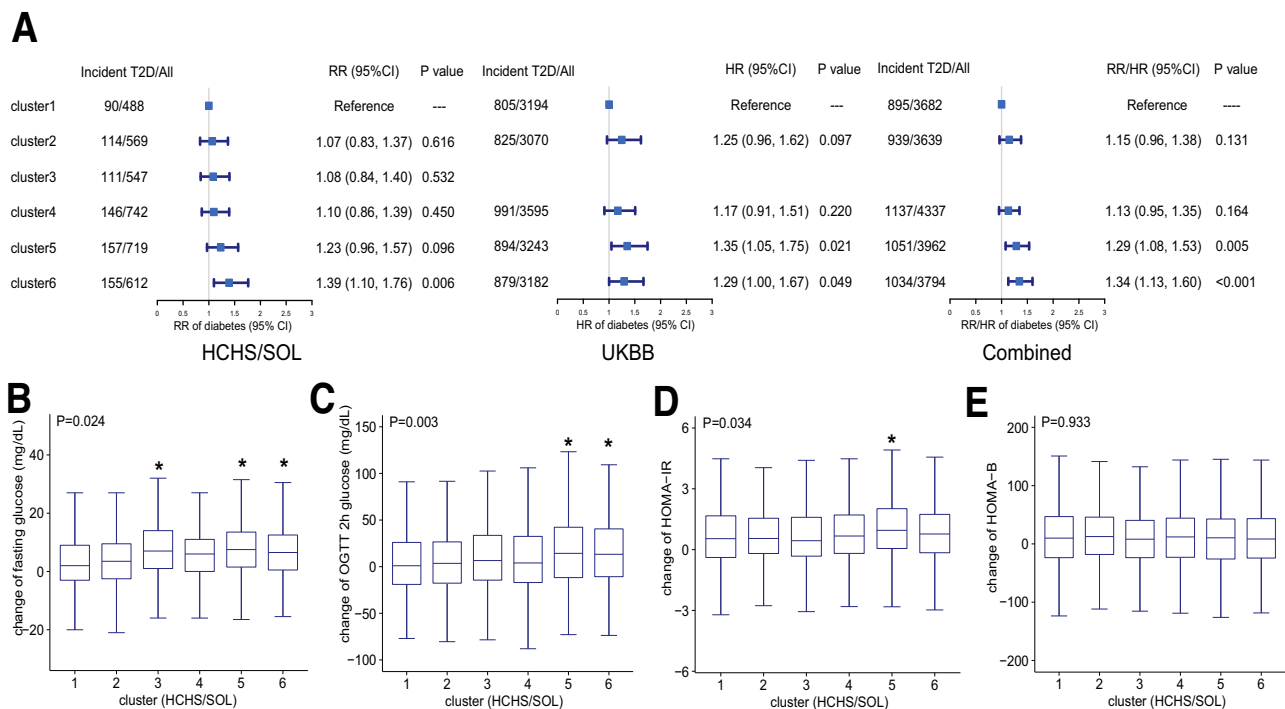 A
Incident T2D/All RR (95%CI) P value Incident T2D/All HR (95%CI) P value Incident T2D/All RR/HR (95%CI) P value
cluster1 90/488 Reference --- 805/3194 Reference --- 895/3682 Reference ----
cluster2 114/569 1.07 (0.83, 1.37) 0.616 825/3070 1.25 (0.96, 1.62) 0.097 939/3639 1.15 (0.96, 1.38) 0.131
cluster3 111/547 1.08 (0.84, 1.40) 0.532
cluster4 146/742 1.10 (0.86, 1.39) 0.450 991/3595 1.17 (0.91, 1.51) 0.220 1137/4337 1.13 (0.95, 1.35) 0.164
cluster5 157/719 1.23 (0.96, 1.57) 0.096 894/3243 1.35 (1.05, 1.75) 0.021 1051/3962 1.29 (1.08, 1.53) 0.005
cluster6 155/612 1.39 (1.10, 1.76) 0.006 879/3182 1.29 (1.00, 1.67) 0.049 1034/3794 1.34 (1.13, 1.60) <0.001
0 0.5 1 1.5 2 2.5 3 0 0.5 1 1.5 2 2.5 3 0 0.5 1 1.5 2 2.5 3
RR of diabetes (95% CI) HR of diabetes (95% CI) RR/HR of diabetes (95% CI)
HCHS/SOL UKBB Combined
B
P=0.024
change of fasting glucose (mg/dL)
40
20
0
−20
* * *
1 2 3 4 5 6
cluster (HCHS/SOL)
C
P=0.003
change of OGTT 2h glucose (mg/dL)
150
100
50
0
−50
−100
* *
1 2 3 4 5 6
cluster (HCHS/SOL)
D
P=0.034
change of HOMA−IR
6
3
0
−3
−6
*
1 2 3 4 5 6
cluster (HCHS/SOL)
E
P=0.933
change of HOMA−B
200
100
0
−100
−200
1 2 3 4 5 6
cluster (HCHS/SOL)